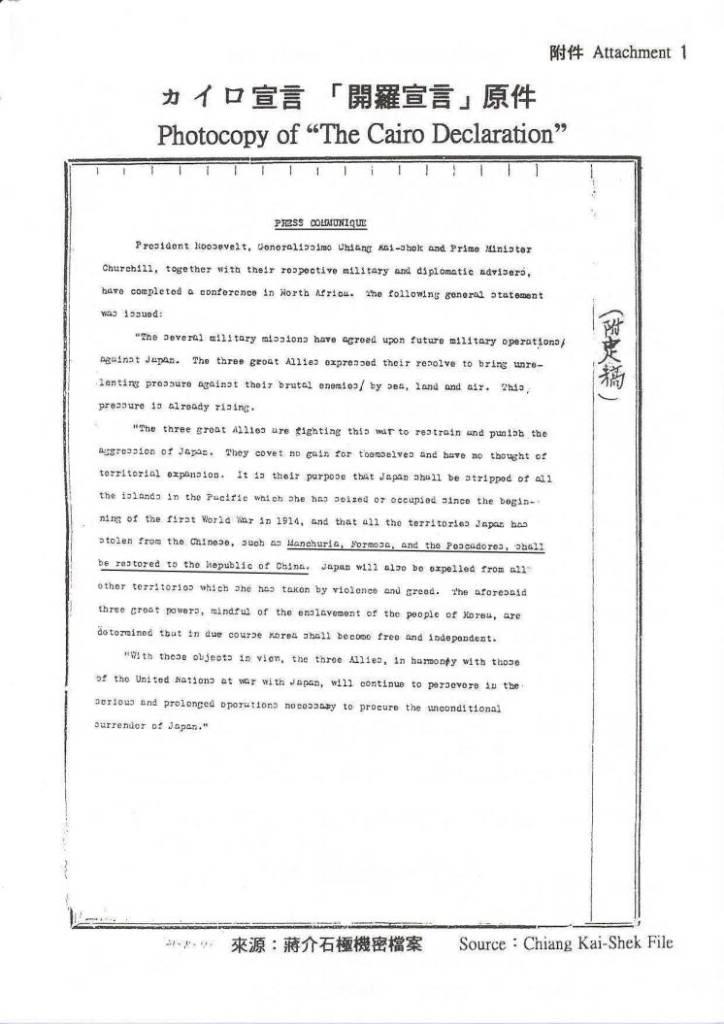 附件 Attachment 1
カイロ宣言 「開羅宣言」原件
Photocopy of “The Cairo Declaration”
PRESS COMMUNIQUE
President Roosevelt, Generalissimo Chiang Kai-shek and Prime Minister
Churchill, together with their respective military and diplomatic advisers,
have completed a conference in North Africa. The following general statement
was issued:
"The several military missions have agreed upon future military operations/
against Japan. The three great Allies expressed their resolve to bring unre-
lenting pressure against their brutal enemies/ by sea, land and air. This
pressure is already rising.
"The three great Allies are fighting this war to restrain and punish the
aggression of Japan. They covet no gain for themselves and have no thought of
territorial expansion. It is their purpose that Japan shall be stripped of all
the islands in the Pacific which she has seized or occupied since the begin-
ning of the first World War in 1914, and that all the territories Japan has
stolen from the Chinese, such as Manchuria, Formosa, and the Pescadores, shall
be restored to the Republic of China. Japan will also be expelled from all
other territories which she has taken by violence and greed. The aforesaid
three great powers, mindful of the enslavement of the people of Korea, are
determined that in due course Korea shall become free and independent.
"With these objects in view, the three Allies, in harmony with those
of the United Nations at war with Japan, will continue to persevere in the
serious and prolonged operations necessary to procure the unconditional
surrender of Japan."
(附定稿)
來源：蔣介石極機密檔案 Source：Chiang Kai-Shek File